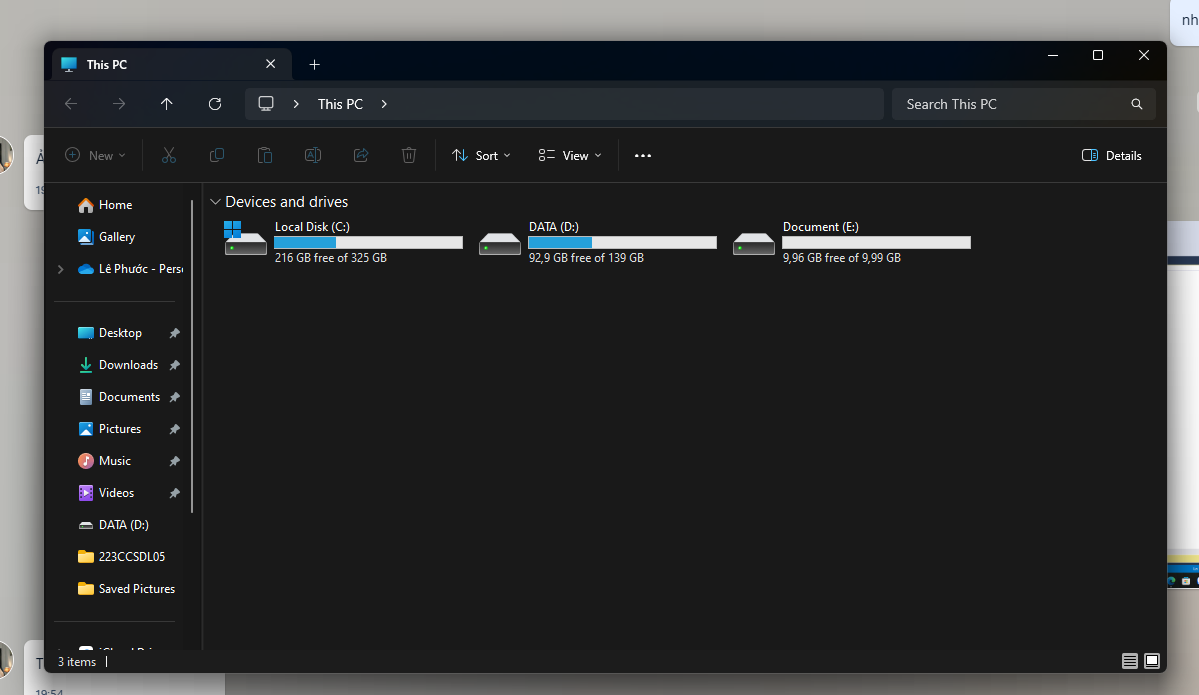 nh
This PC
This PC
Search This PC
New
Sort
View
Details
19
Home
Gallery
Lê Phước - Perso
Desktop
Downloads
Documents
Pictures
Music
Videos
DATA (D:)
223CCSDL05
Saved Pictures
Devices and drives
Local Disk (C:)
216 GB free of 325 GB
DATA (D:)
92,9 GB free of 139 GB
Document (E:)
9,96 GB free of 9,99 GB
3 items
T
19:54